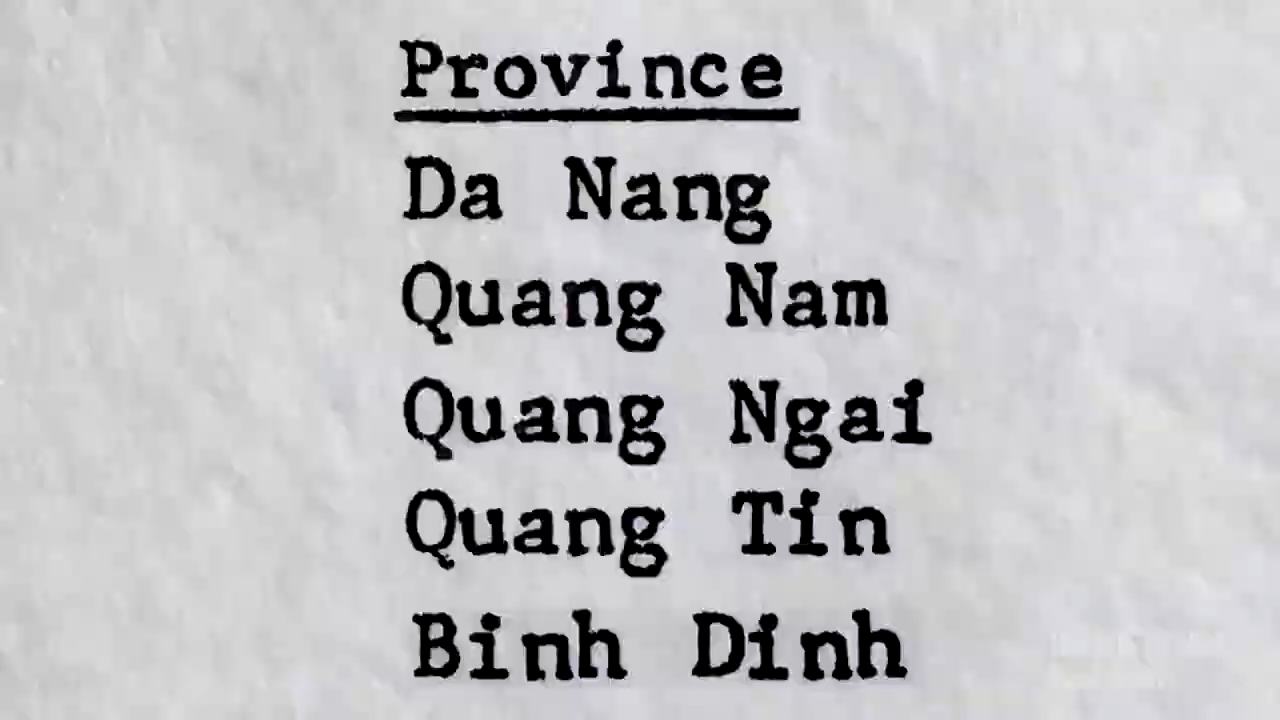 Province
Da Nang
Quang Nam
Quang Ngai
Quang Tin
Binh Dinh